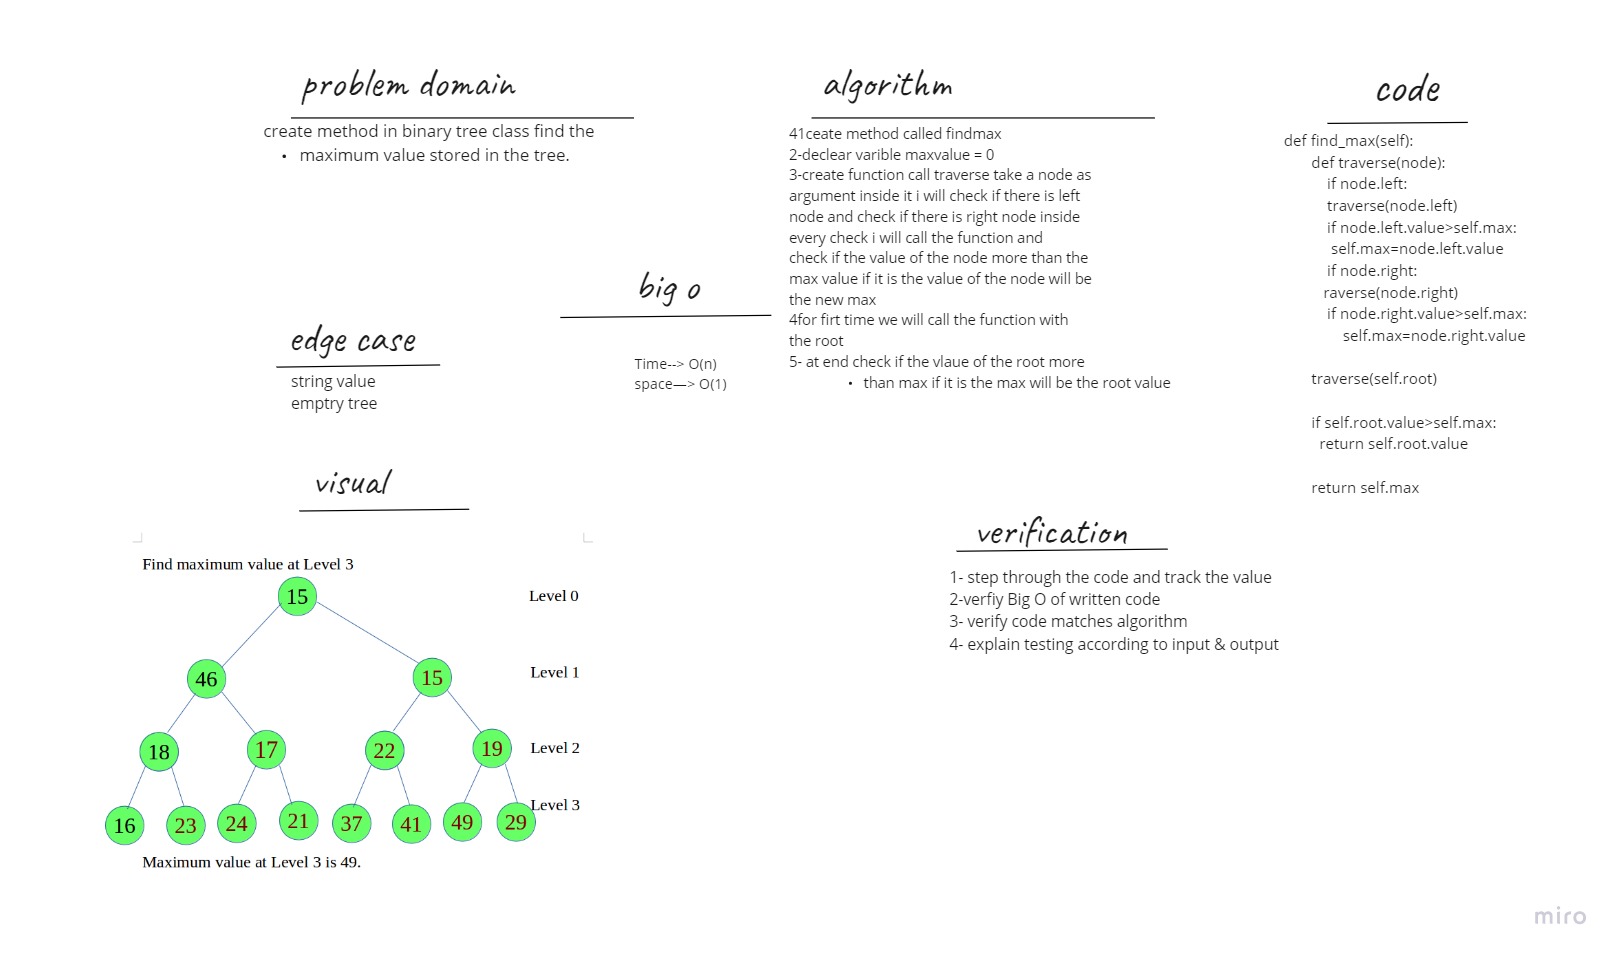 problem domain
create method in binary tree class find the
• maximum value stored in the tree.
edge case
string value
emptry tree
big o
Time--> O(n)
space—> O(1)
visual
Find maximum value at Level 3
15
Level 0
46
15
Level 1
18
17
22
19
Level 2
16
23
24
21
37
41
49
29
Level 3
Maximum value at Level 3 is 49.
algorithm
41ceate method called findmax
2-declear varible maxvalue = 0
3-create function call traverse take a node as
argument inside it i will check if there is left
node and check if there is right node inside
every check i will call the function and
check if the value of the node more than the
max value if it is the value of the node will be
the new max
4for firt time we will call the function with
the root
5- at end check if the vlaue of the root more
• than max if it is the max will be the root value
verification
1- step through the code and track the value
2-verfiy Big O of written code
3- verify code matches algorithm
4- explain testing according to input & output
code
def find_max(self):
def traverse(node):
if node.left:
traverse(node.left)
if node.left.value>self.max:
self.max=node.left.value
if node.right:
raverse(node.right)
if node.right.value>self.max:
self.max=node.right.value
traverse(self.root)
if self.root.value>self.max:
return self.root.value
return self.max
miro